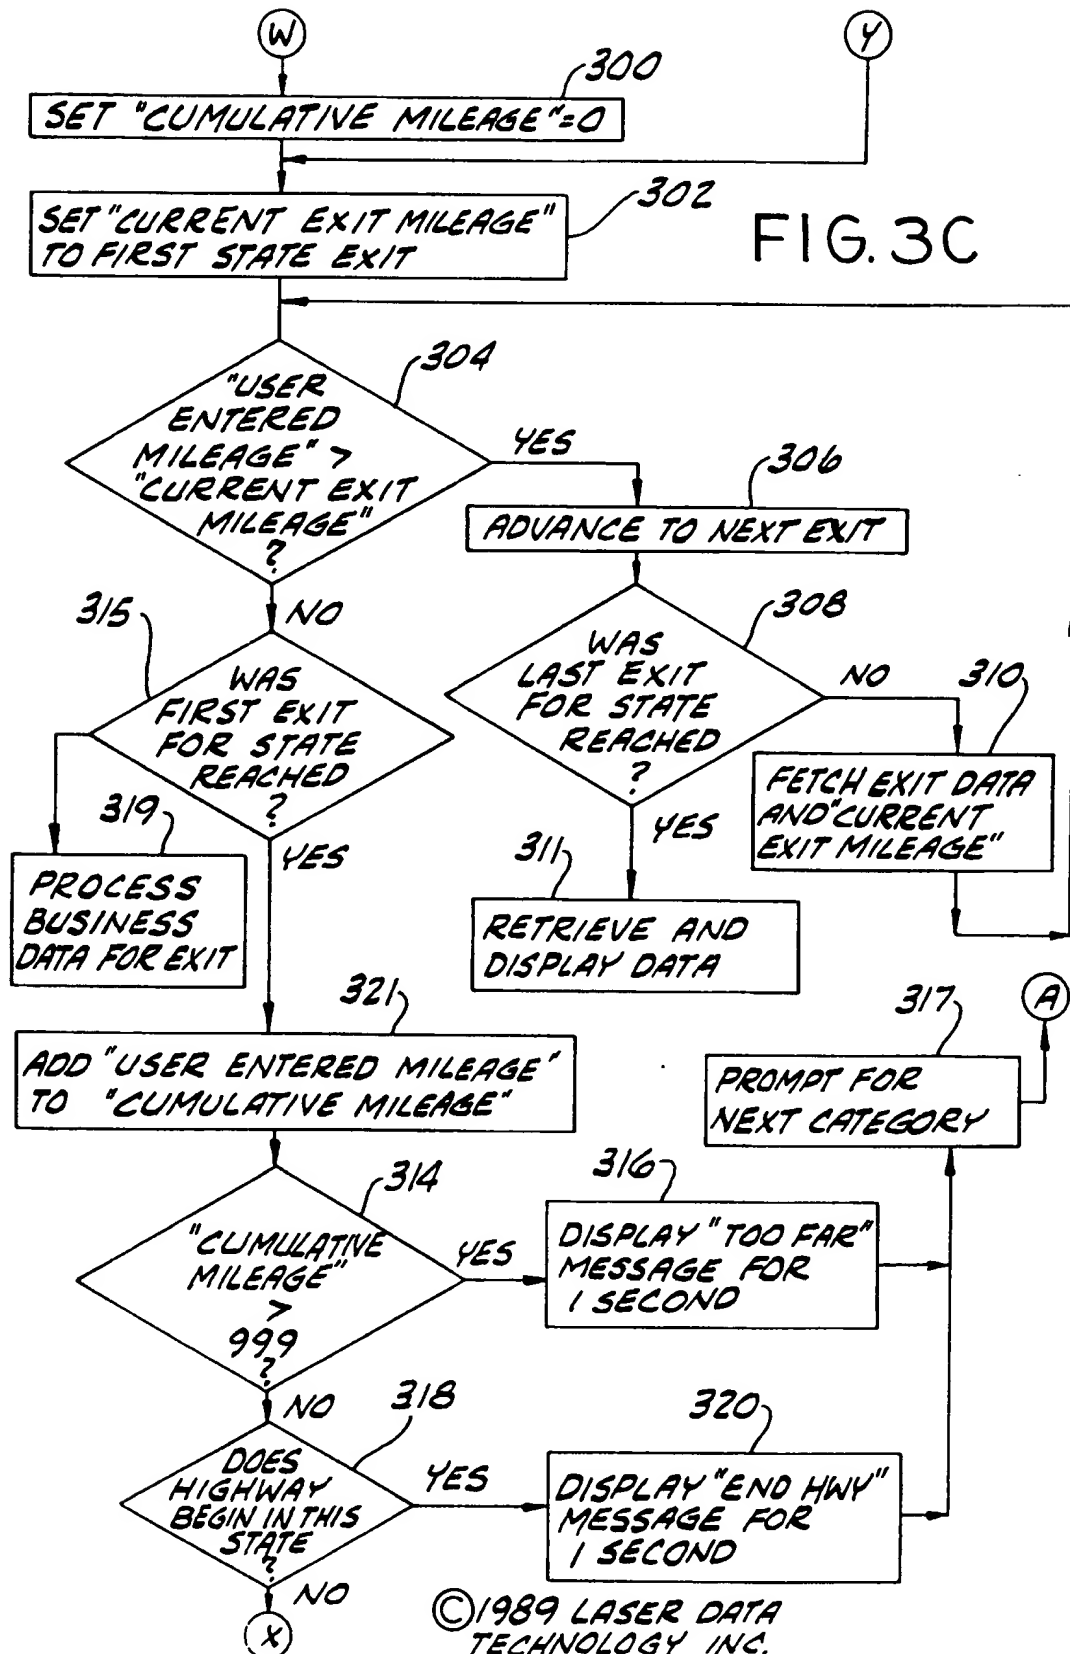 W
Y
300
SET "CUMULATIVE MILEAGE"=0
302
SET "CURRENT EXIT MILEAGE"
TO FIRST STATE EXIT
FIG. 3C
304
"USER
ENTERED
MILEAGE" >
"CURRENT EXIT
MILEAGE"
?
YES
306
ADVANCE TO NEXT EXIT
NO
315
WAS
FIRST EXIT
FOR STATE
REACHED
?
308
WAS
LAST EXIT
FOR STATE
REACHED
?
NO
310
FETCH EXIT DATA
AND "CURRENT
EXIT MILEAGE"
319
PROCESS
BUSINESS
DATA FOR EXIT
YES
YES
311
RETRIEVE AND
DISPLAY DATA
321
ADD "USER ENTERED MILEAGE"
TO "CUMULATIVE MILEAGE"
317
A
PROMPT FOR
NEXT CATEGORY
314
"CUMULATIVE
MILEAGE"
>
999
?
YES
316
DISPLAY "TOO FAR"
MESSAGE FOR
1 SECOND
NO
318
DOES
HIGHWAY
BEGIN IN THIS
STATE
?
YES
320
DISPLAY "END HWY"
MESSAGE FOR
1 SECOND
NO
X
©1989 LASER DATA
TECHNOLOGY INC.